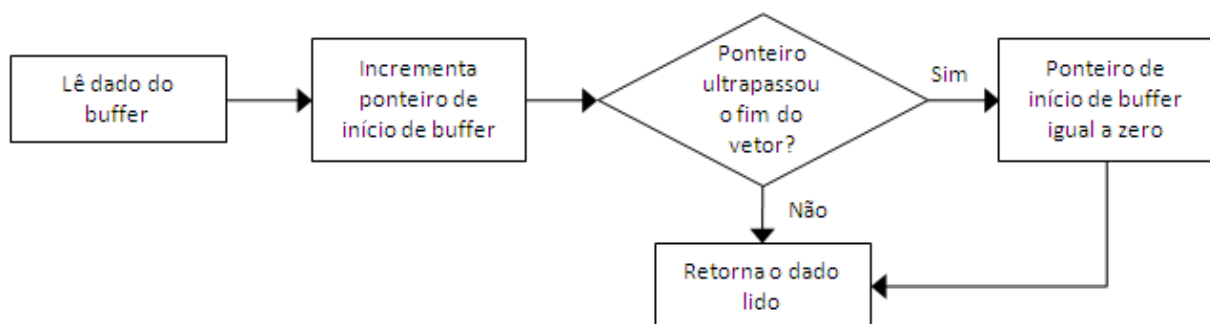 Lê dado do
buffer
Incrementa
ponteiro de
início de buffer
Ponteiro
ultrapassou
o fim do
vetor?
Sim
Ponteiro de
início de buffer
igual a zero
Não
Retorna o dado
lido